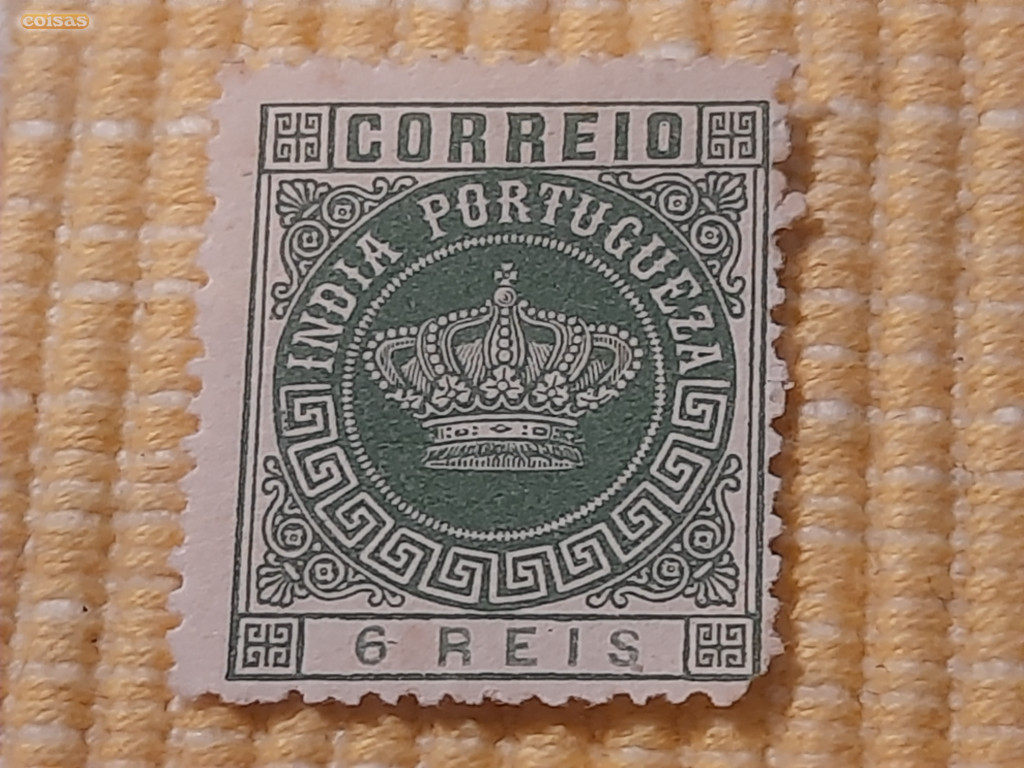 coisas
CORREIO
INDIA PORTUGUEZA
6 REIS